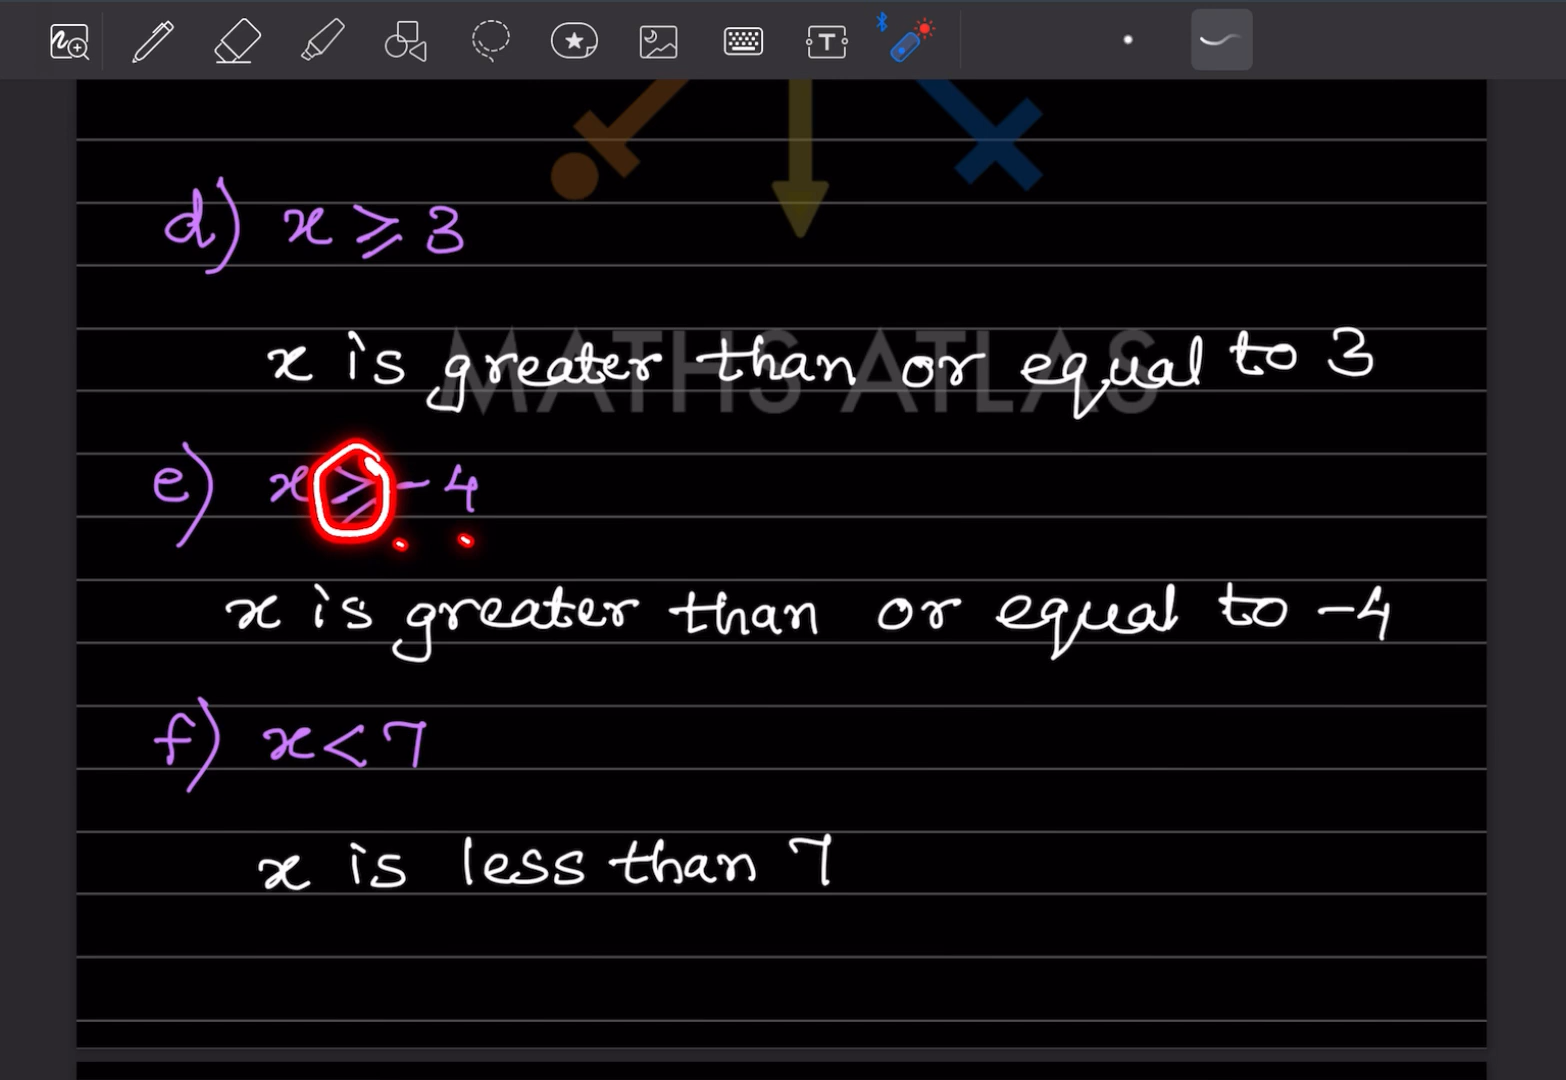 d) x ⩾ 3
x is greater than or equal to 3
MATHS ATLAS
e) x ⩾ -4
x is greater than or equal to -4
f) x < 7
x is less than 7